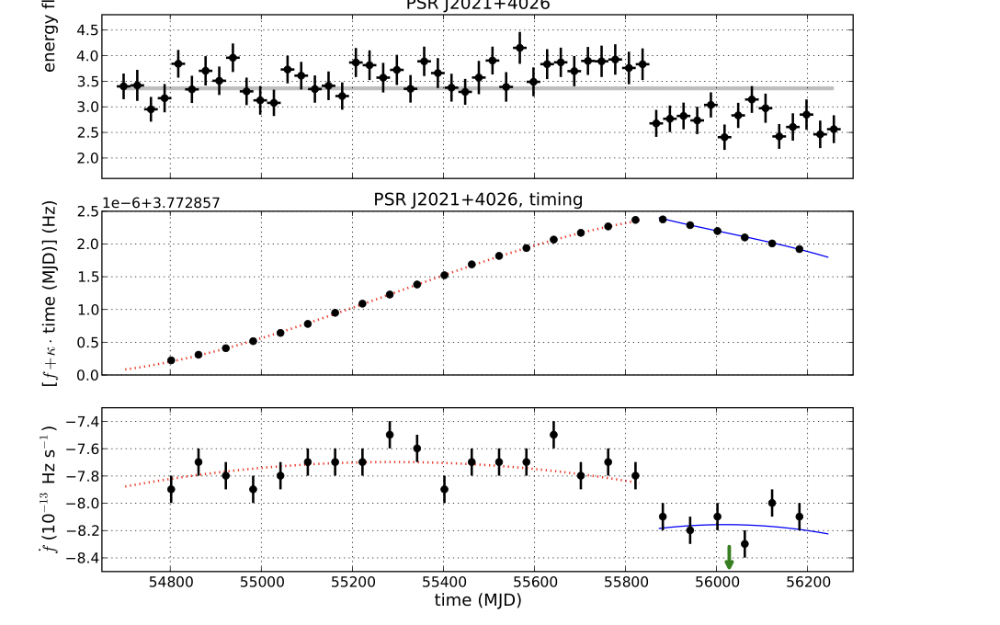 PSR J2021+4026
energy fl
4.5
4.0
3.5
3.0
2.5
2.0
1e−6+3.772857
PSR J2021+4026, timing
[f+κ· time (MJD)] (Hz)
2.5
2.0
1.5
1.0
0.5
0.0
ḟ (10⁻¹³ Hz s⁻¹)
−7.4
−7.6
−7.8
−8.0
−8.2
−8.4
54800 55000 55200 55400 55600 55800 56000 56200
time (MJD)